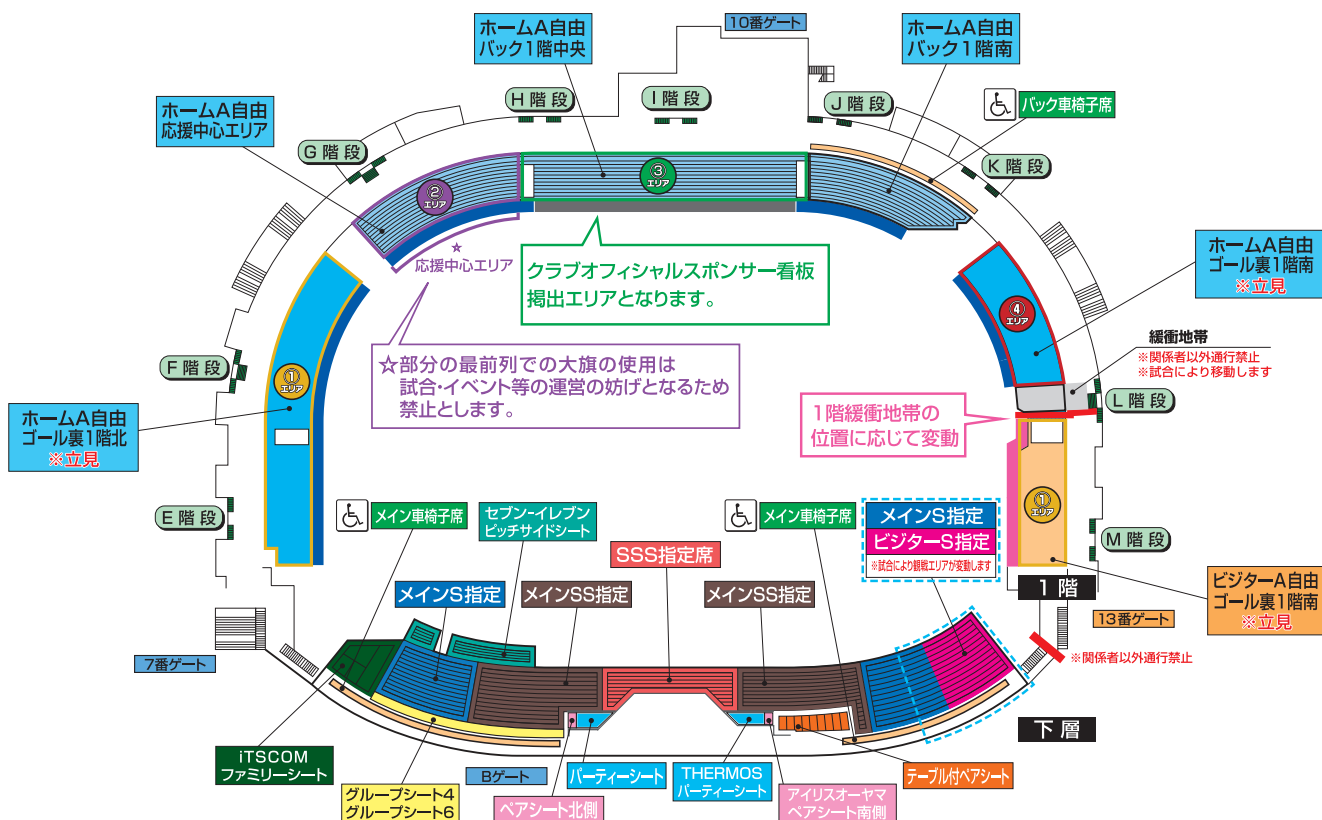 10番ゲート
ホームA自由
バック1階中央
ホームA自由
バック1階南
H階段
I階段
J階段
バック車椅子席
ホームA自由
応援中心エリア
G階段
K階段
③
エリア
②
エリア
☆
応援中心エリア
クラブオフィシャルスポンサー看板
掲出エリアとなります。
ホームA自由
ゴール裏1階南
※立見
④
エリア
緩衝地帯
※関係者以外通行禁止
※試合により移動します
F階段
①
エリア
☆部分の最前列での大旗の使用は
試合・イベント等の運営の妨げとなるため
禁止とします。
L階段
1階緩衝地帯の
位置に応じて変動
ホームA自由
ゴール裏1階北
※立見
E階段
メイン車椅子席
セブン-イレブン
ピッチサイドシート
メイン車椅子席
メインS指定
ビジターS指定
※試合により観戦エリアが変動します
①
エリア
M階段
SSS指定席
メインS指定
メインSS指定
メインSS指定
1階
ビジターA自由
ゴール裏1階南
※立見
13番ゲート
※関係者以外通行禁止
7番ゲート
下層
iTSCOM
ファミリーシート
Bゲート
パーティーシート
THERMOS
パーティーシート
テーブル付ペアシート
グループシート4
グループシート6
ペアシート北側
アイリスオーヤマ
ペアシート南側